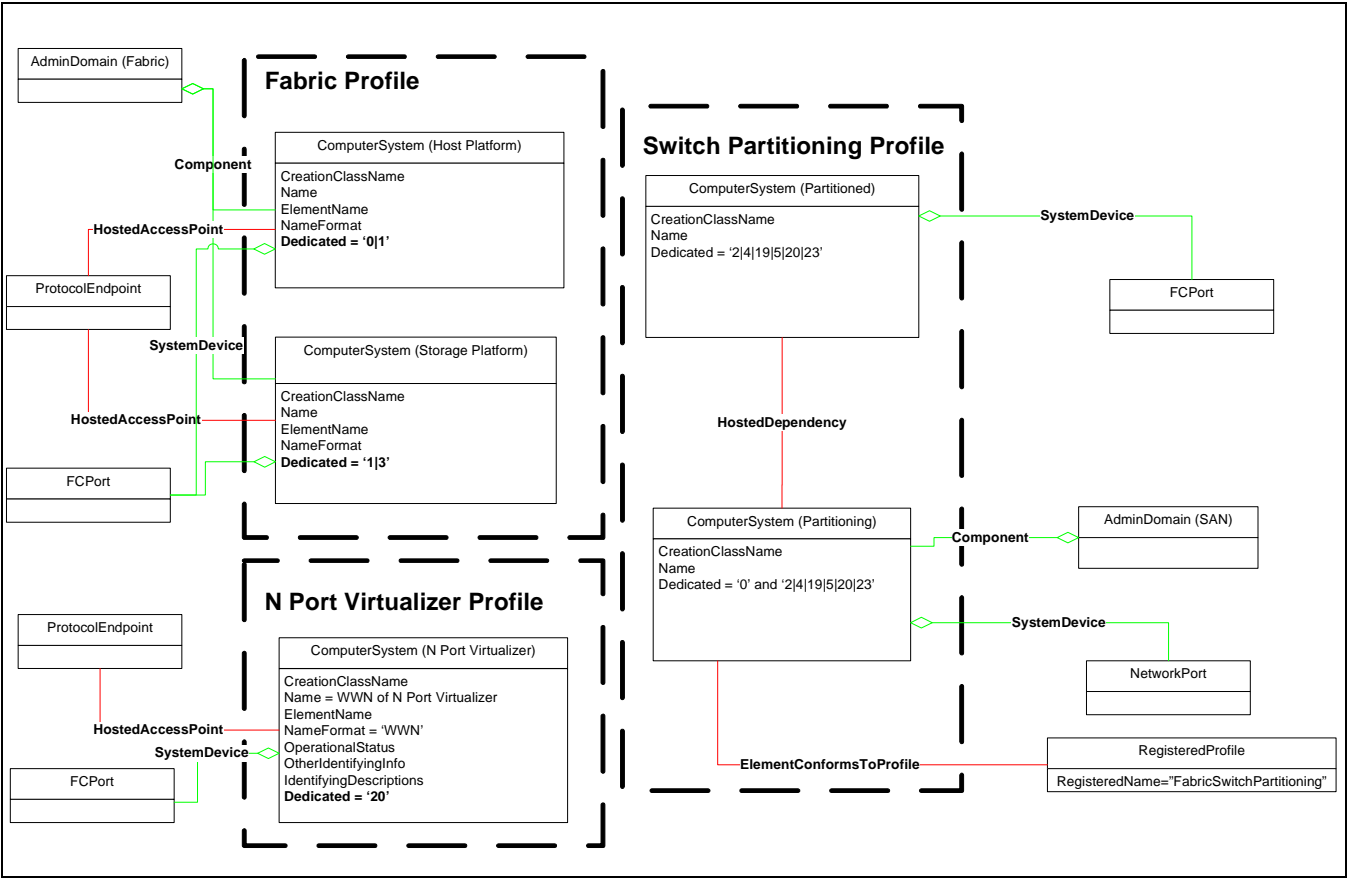 AdminDomain (Fabric)
Fabric Profile
Component
ComputerSystem (Host Platform)
CreationClassName
Name
ElementName
NameFormat
Dedicated = ‘0|1’
HostedAccessPoint
ProtocolEndpoint
SystemDevice
ComputerSystem (Storage Platform)
CreationClassName
Name
ElementName
NameFormat
Dedicated = ‘1|3’
HostedAccessPoint
FCPort
N Port Virtualizer Profile
ProtocolEndpoint
ComputerSystem (N Port Virtualizer)
CreationClassName
Name = WWN of N Port Virtualizer
ElementName
NameFormat = ‘WWN’
OperationalStatus
OtherIdentifyingInfo
IdentifyingDescriptions
Dedicated = ‘20’
HostedAccessPoint
SystemDevice
FCPort
Switch Partitioning Profile
ComputerSystem (Partitioned)
CreationClassName
Name
Dedicated = ‘2|4|19|5|20|23’
SystemDevice
FCPort
HostedDependency
ComputerSystem (Partitioning)
CreationClassName
Name
Dedicated = ‘0’ and ‘2|4|19|5|20|23’
Component
AdminDomain (SAN)
SystemDevice
NetworkPort
ElementConformsToProfile
RegisteredProfile
RegisteredName=”FabricSwitchPartitioning”